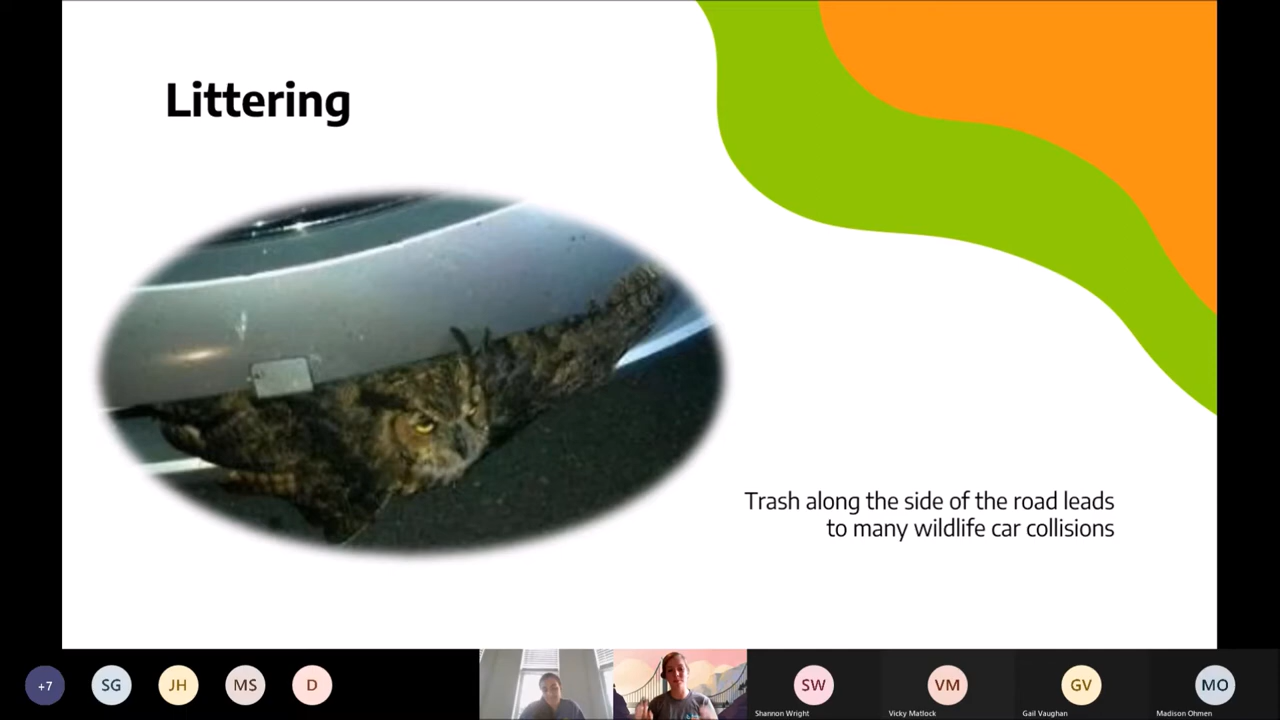 Littering
Trash along the side of the road leads
to many wildlife car collisions
+7
SG
JH
MS
D
SW
Shannon Wright
VM
Vicky Matlock
GV
Gail Vaughan
MO
Madison Ohmen